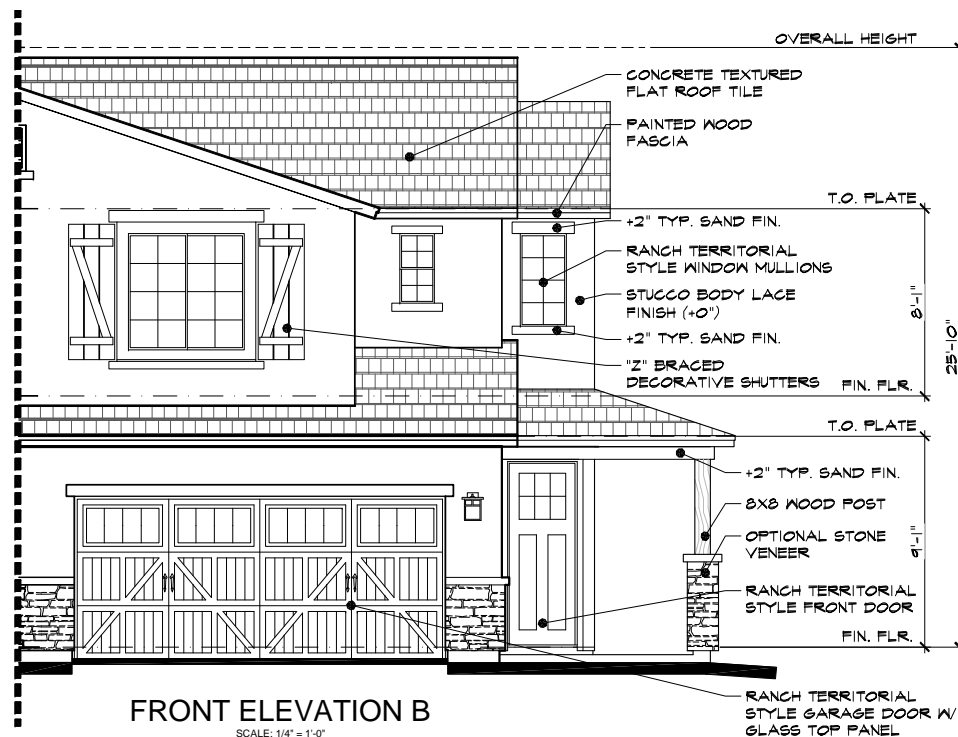 OVERALL HEIGHT
CONCRETE TEXTURED
FLAT ROOF TILE
PAINTED WOOD
FASCIA
T.O. PLATE
+2" TYP. SAND FIN.
RANCH TERRITORIAL
STYLE WINDOW MULLIONS
STUCCO BODY LACE
FINISH (+0")
8'-1"
+2" TYP. SAND FIN.
25'-10"
"Z" BRACED
DECORATIVE SHUTTERS
FIN. FLR.
T.O. PLATE
+2" TYP. SAND FIN.
8X8 WOOD POST
OPTIONAL STONE
VENEER
9'-1"
RANCH TERRITORIAL
STYLE FRONT DOOR
FIN. FLR.
RANCH TERRITORIAL
STYLE GARAGE DOOR W/
GLASS TOP PANEL
FRONT ELEVATION B
SCALE: 1/4" = 1'-0"